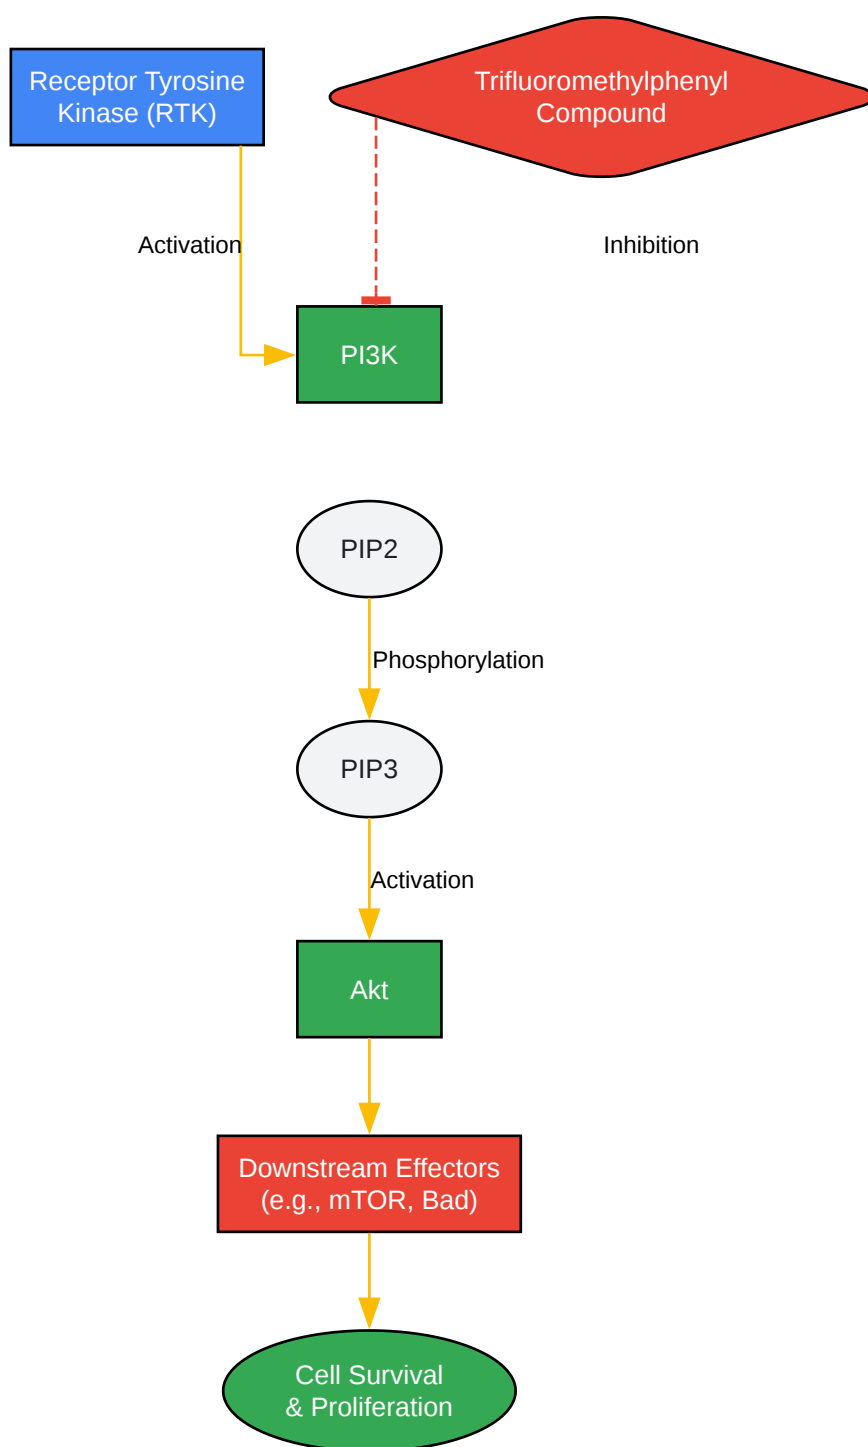 Receptor Tyrosine
Kinase (RTK)
Trifluoromethylphenyl
Compound
Activation
Inhibition
PI3K
PIP2
Phosphorylation
PIP3
Activation
Akt
Downstream Effectors
(e.g., mTOR, Bad)
Cell Survival
& Proliferation